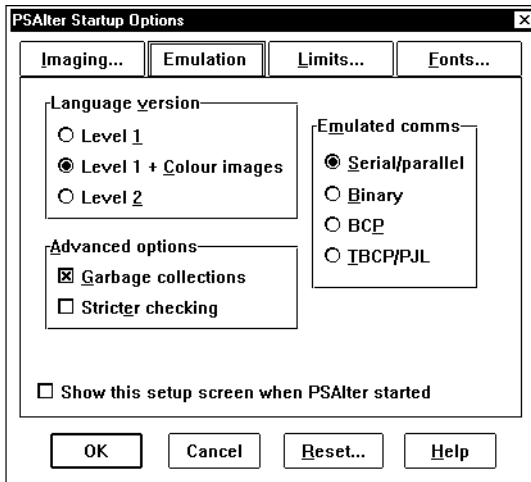 PSAlter Startup Options
Imaging... Emulation Limits... Fonts...
Language version
Level 1
Level 1 + Colour images
Level 2
Emulated comms
Serial/parallel
Binary
BCP
TBCP/PJL
Advanced options
Garbage collections
Stricter checking
Show this setup screen when PSAlter started
OK Cancel Reset... Help